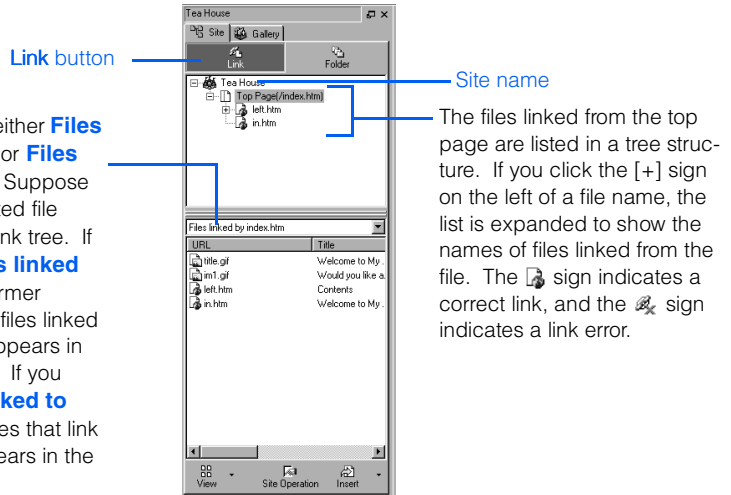 Link button
either Files
or Files
Suppose
ted file
nk tree. If
s linked
rmer
files linked
ppears in
If you
ked to
es that link
ears in the
Tea House
Site Gallery
Link Folder
Tea House
Top Page(/index.htm)
left.htm
in.htm
Files linked by index.htm
URL Title
title.gif Welcome to My .
im1.gif Would you like a.
left.htm Contents
in.htm Welcome to My .
View Site Operation Insert
Site name
The files linked from the top
page are listed in a tree struc-
ture. If you click the [+] sign
on the left of a file name, the
list is expanded to show the
names of files linked from the
file. The sign indicates a
correct link, and the sign
indicates a link error.